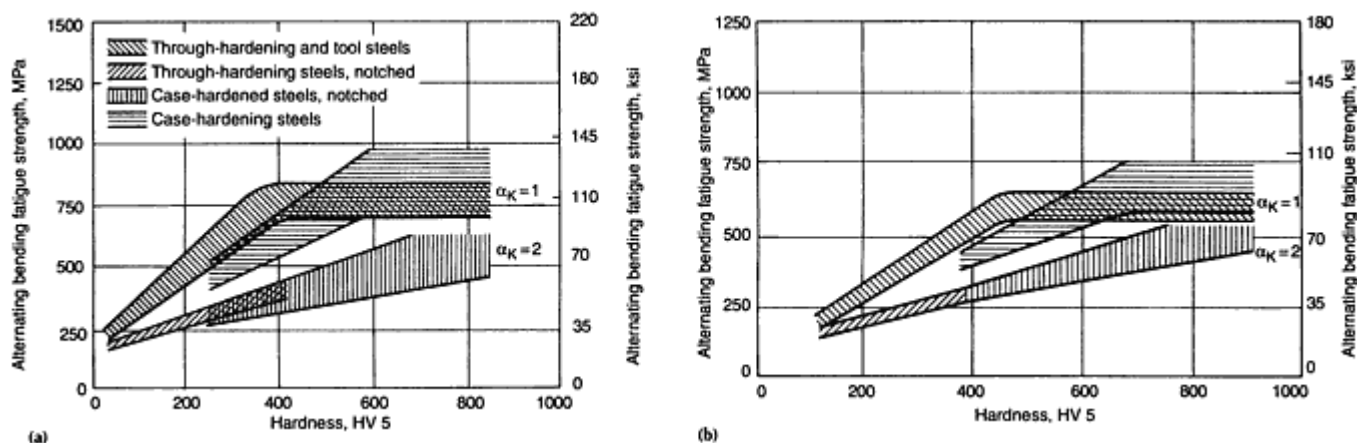 Alternating bending fatigue strength, MPa
1500
1250
1000
750
500
250
0
Through-hardening and tool steels
Through-hardening steels, notched
Case-hardened steels, notched
Case-hardening steels
αK=1
αK=2
220
180
145
110
70
35
0
Alternating bending fatigue strength, ksi
0 200 400 600 800 1000
Hardness, HV 5
(a)
Alternating bending fatigue strength, MPa
1250
1000
750
500
250
0
αK=1
αK=2
180
145
110
70
35
0
Alternating bending fatigue strength, ksi
0 200 400 600 800 1000
Hardness, HV 5
(b)